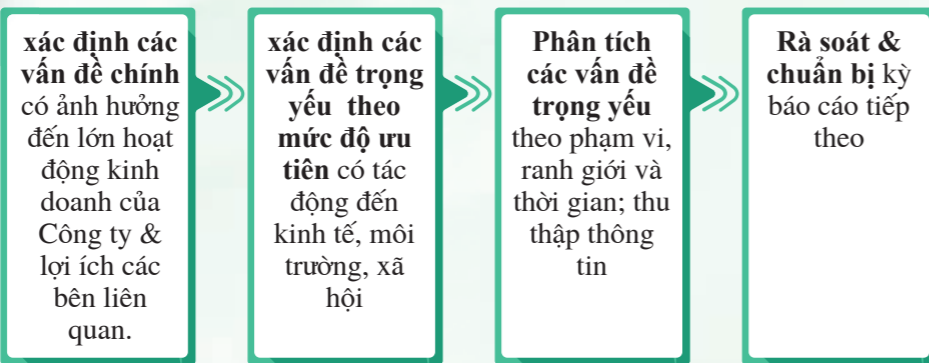 xác định các
vấn đề chính
có ảnh hưởng
đến lớn hoạt
động kinh
doanh của
Công ty &
lợi ích các
bên liên
quan.
xác định các
vấn đề trọng
yếu theo
mức độ ưu
tiên có tác
động đến
kinh tế, môi
trường, xã
hội
Phân tích
các vấn đề
trọng yếu
theo phạm vi,
ranh giới và
thời gian; thu
thập thông
tin
Rà soát &
chuẩn bị kỳ
báo cáo tiếp
theo